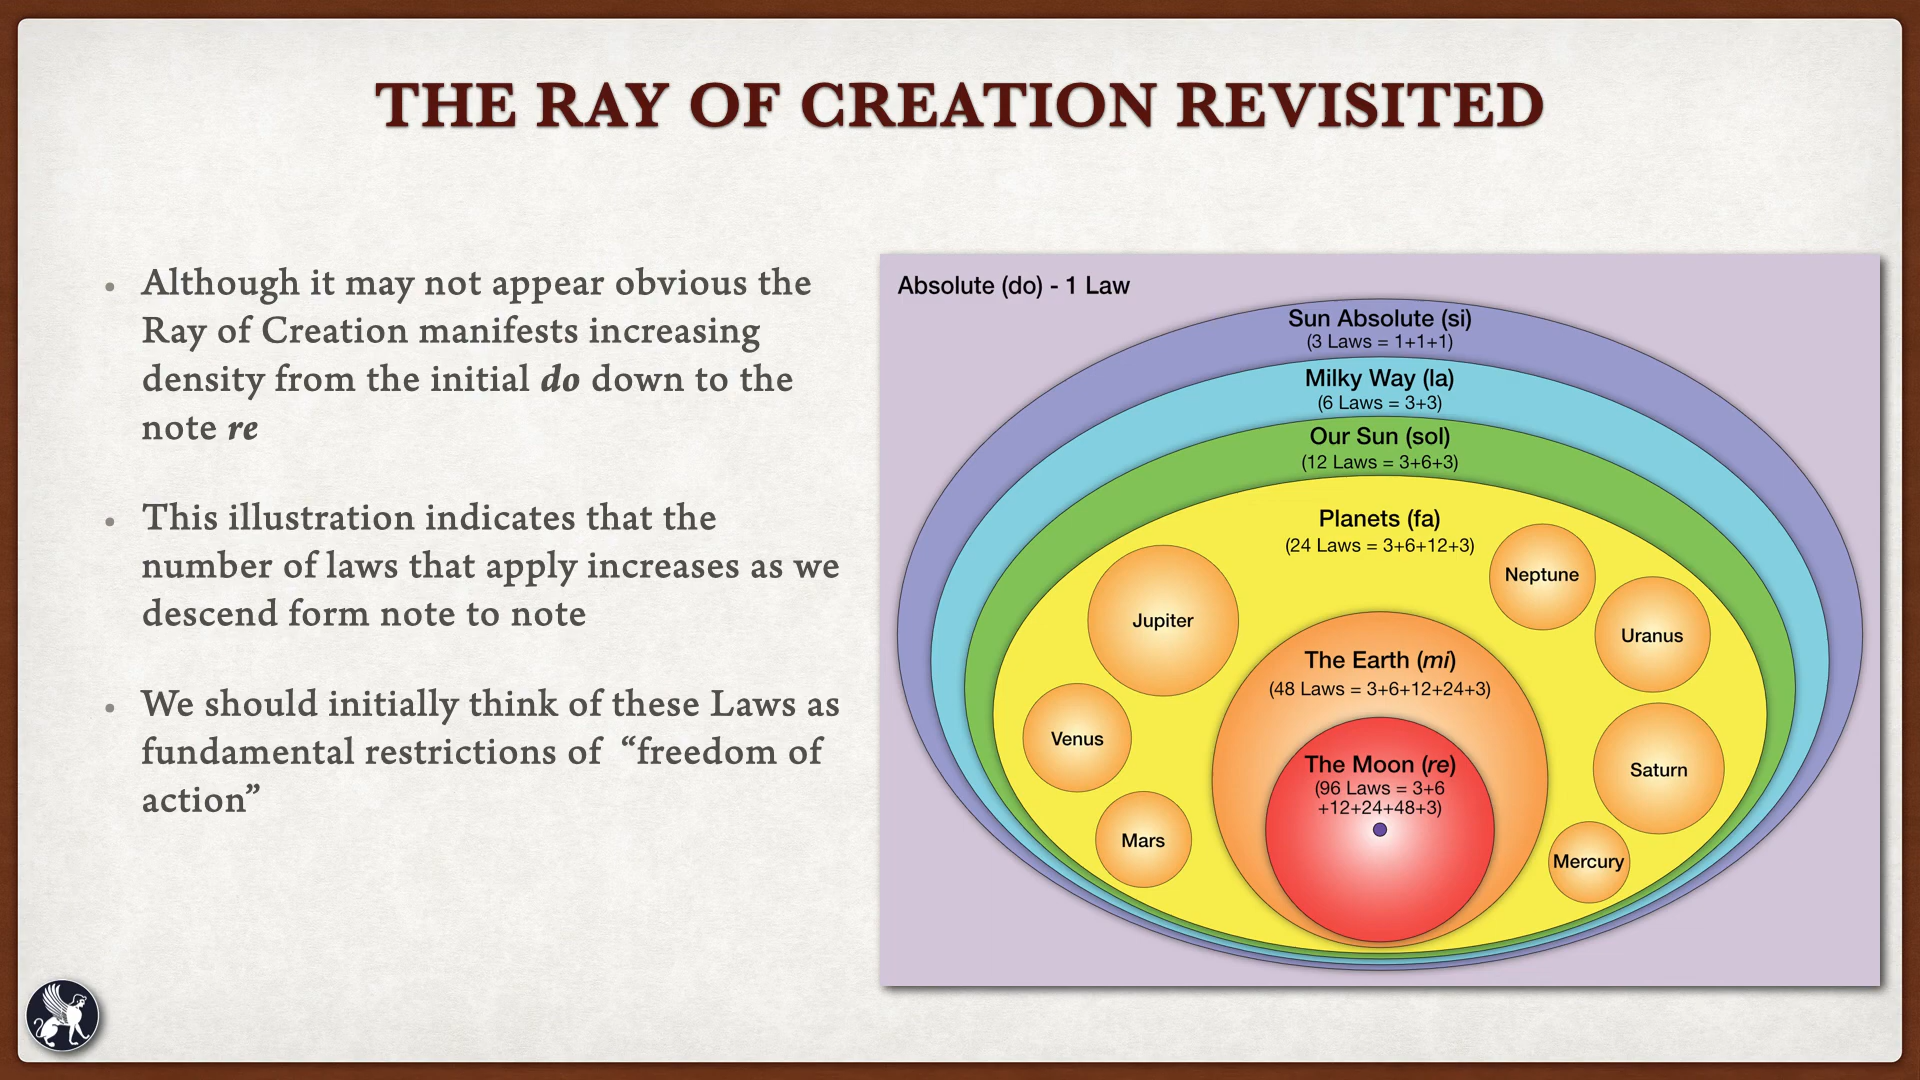 THE RAY OF CREATION REVISITED
• Although it may not appear obvious the
Ray of Creation manifests increasing
density from the initial do down to the
note re
• This illustration indicates that the
number of laws that apply increases as we
descend form note to note
• We should initially think of these Laws as
fundamental restrictions of “freedom of
action”
Absolute (do) - 1 Law
Sun Absolute (si)
(3 Laws = 1+1+1)
Milky Way (la)
(6 Laws = 3+3)
Our Sun (sol)
(12 Laws = 3+6+3)
Planets (fa)
(24 Laws = 3+6+12+3)
Neptune
Jupiter
Uranus
The Earth (mi)
(48 Laws = 3+6+12+24+3)
Venus
Saturn
The Moon (re)
(96 Laws = 3+6
+12+24+48+3)
Mars
Mercury